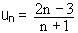 uₙ = (2n − 3)/(n + 1)